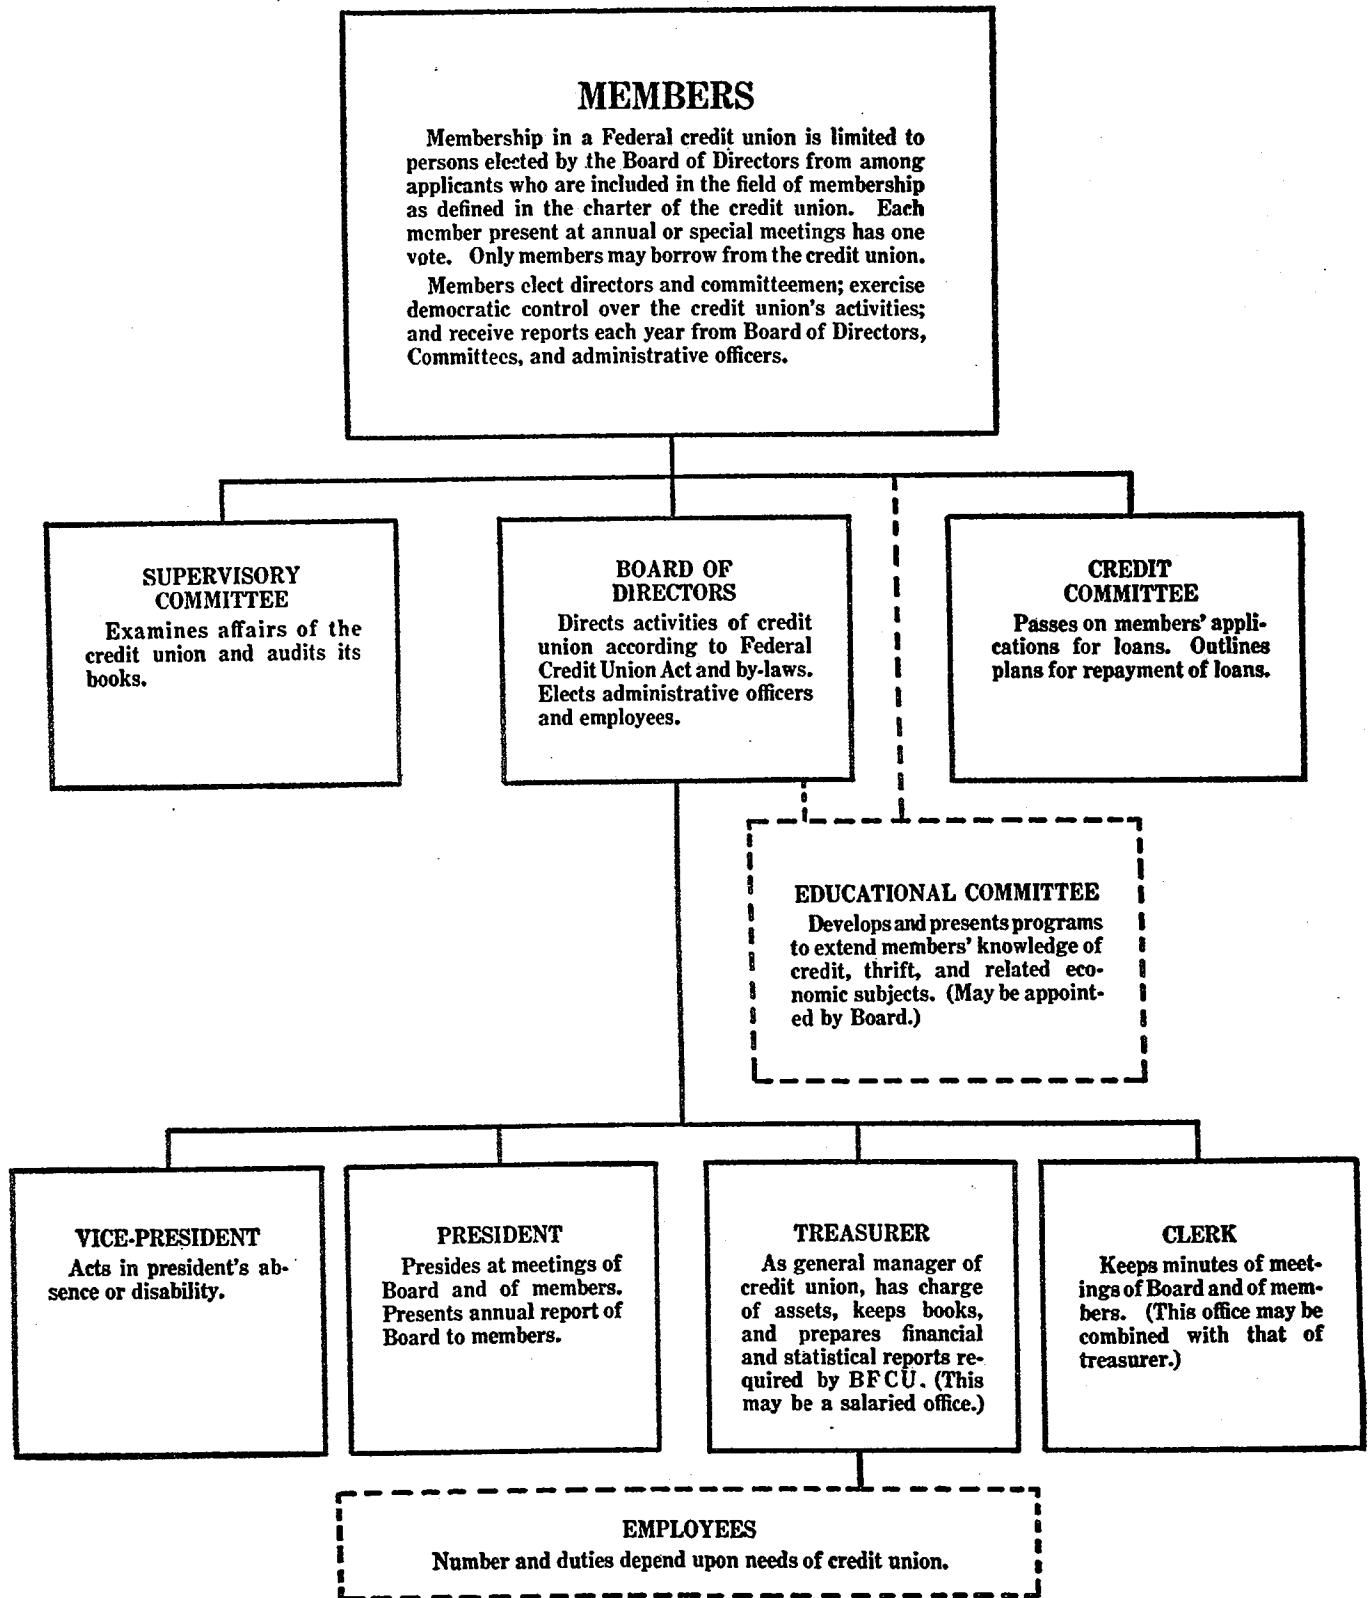 MEMBERS
Membership in a Federal credit union is limited to
persons elected by the Board of Directors from among
applicants who are included in the field of membership
as defined in the charter of the credit union. Each
member present at annual or special meetings has one
vote. Only members may borrow from the credit union.
Members elect directors and committeemen; exercise
democratic control over the credit union's activities;
and receive reports each year from Board of Directors,
Committees, and administrative officers.
SUPERVISORY
COMMITTEE
Examines affairs of the
credit union and audits its
books.
BOARD OF
DIRECTORS
Directs activities of credit
union according to Federal
Credit Union Act and by-laws.
Elects administrative officers
and employees.
CREDIT
COMMITTEE
Passes on members' appli-
cations for loans. Outlines
plans for repayment of loans.
EDUCATIONAL COMMITTEE
Develops and presents programs
to extend members' knowledge of
credit, thrift, and related eco-
nomic subjects. (May be appoint-
ed by Board.)
VICE-PRESIDENT
Acts in president's ab-
sence or disability.
PRESIDENT
Presides at meetings of
Board and of members.
Presents annual report of
Board to members.
TREASURER
As general manager of
credit union, has charge
of assets, keeps books,
and prepares financial
and statistical reports re-
quired by BFCU. (This
may be a salaried office.)
CLERK
Keeps minutes of meet-
ings of Board and of mem-
bers. (This office may be
combined with that of
treasurer.)
EMPLOYEES
Number and duties depend upon needs of credit union.